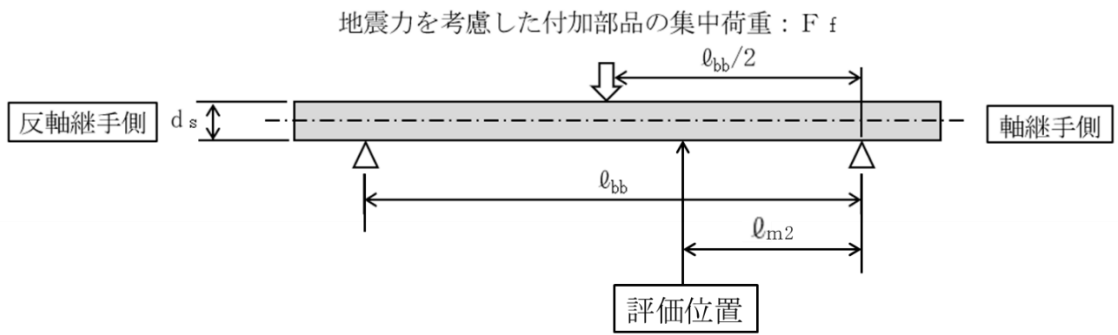 地震力を考慮した付加部品の集中荷重：Ｆｆ
ℓbb/2
反軸継手側
ds
軸継手側
ℓbb
ℓm2
評価位置